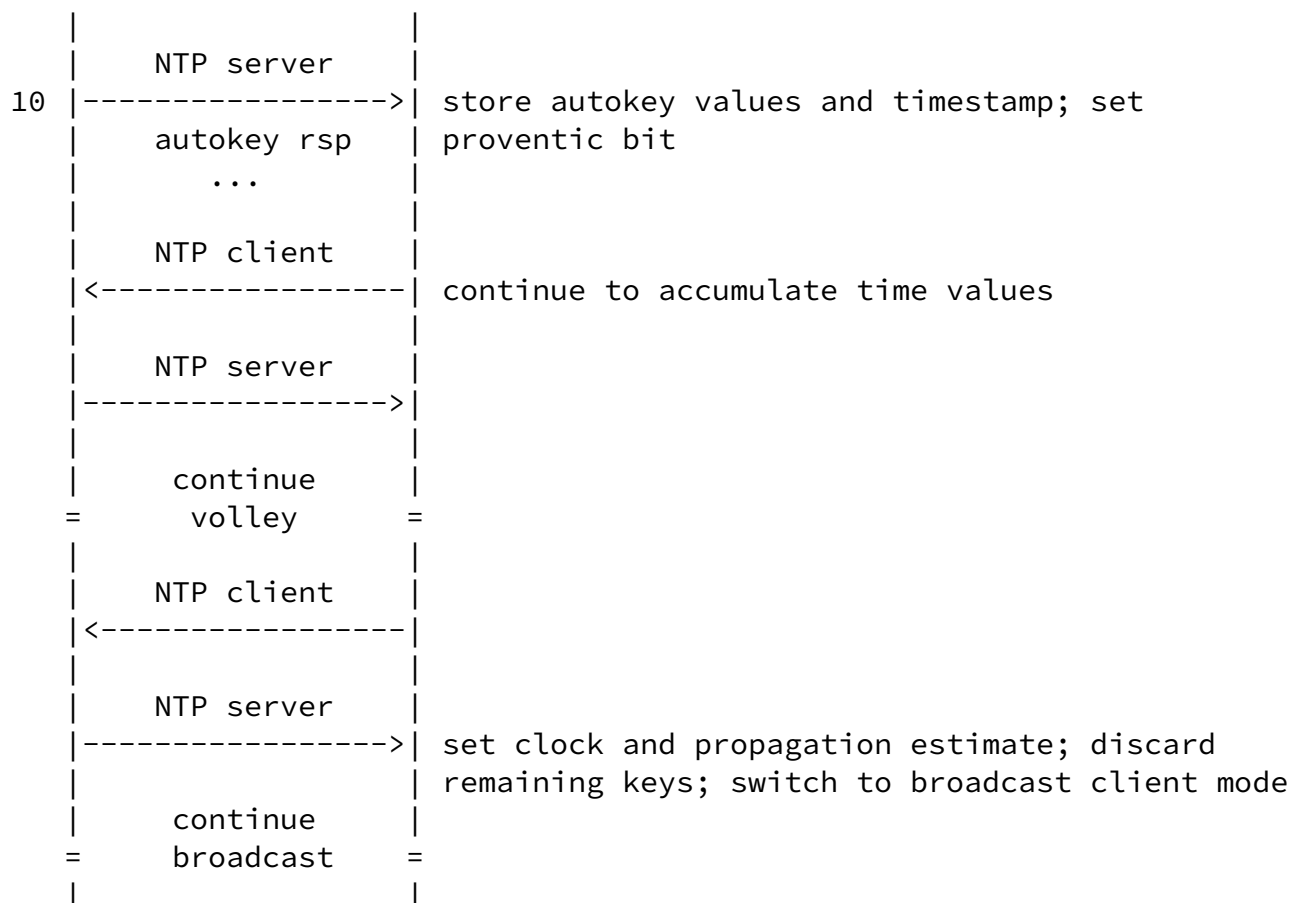 |                 |
|    NTP server   |
10 |----------------->| store autokey values and timestamp; set
|    autokey rsp  | proventic bit
|       ...       |
|                 |
|    NTP client   |
|<-----------------| continue to accumulate time values
|                 |
|    NTP server   |
|----------------->|
|                 |
|     continue    |
=      volley     =
|                 |
|    NTP client   |
|<-----------------|
|                 |
|    NTP server   |
|----------------->| set clock and propagation estimate; discard
|                 | remaining keys; switch to broadcast client mode
|     continue    |
=     broadcast   =
|                 |